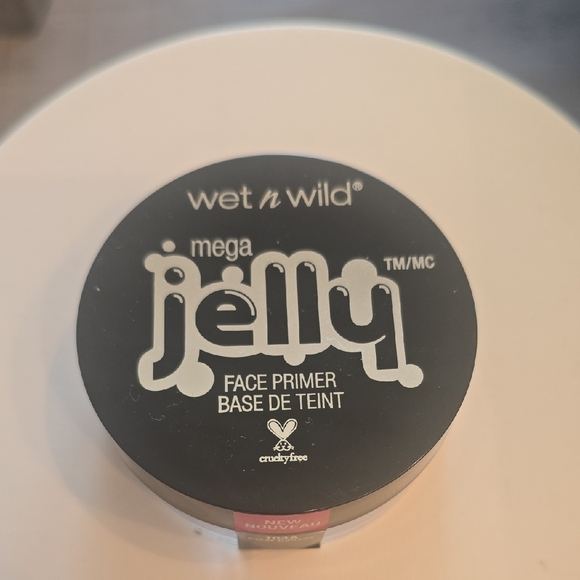 wet n wild®
mega
jelly TM/MC
FACE PRIMER
BASE DE TEINT
crueltyfree
NEW
NOUVEAU